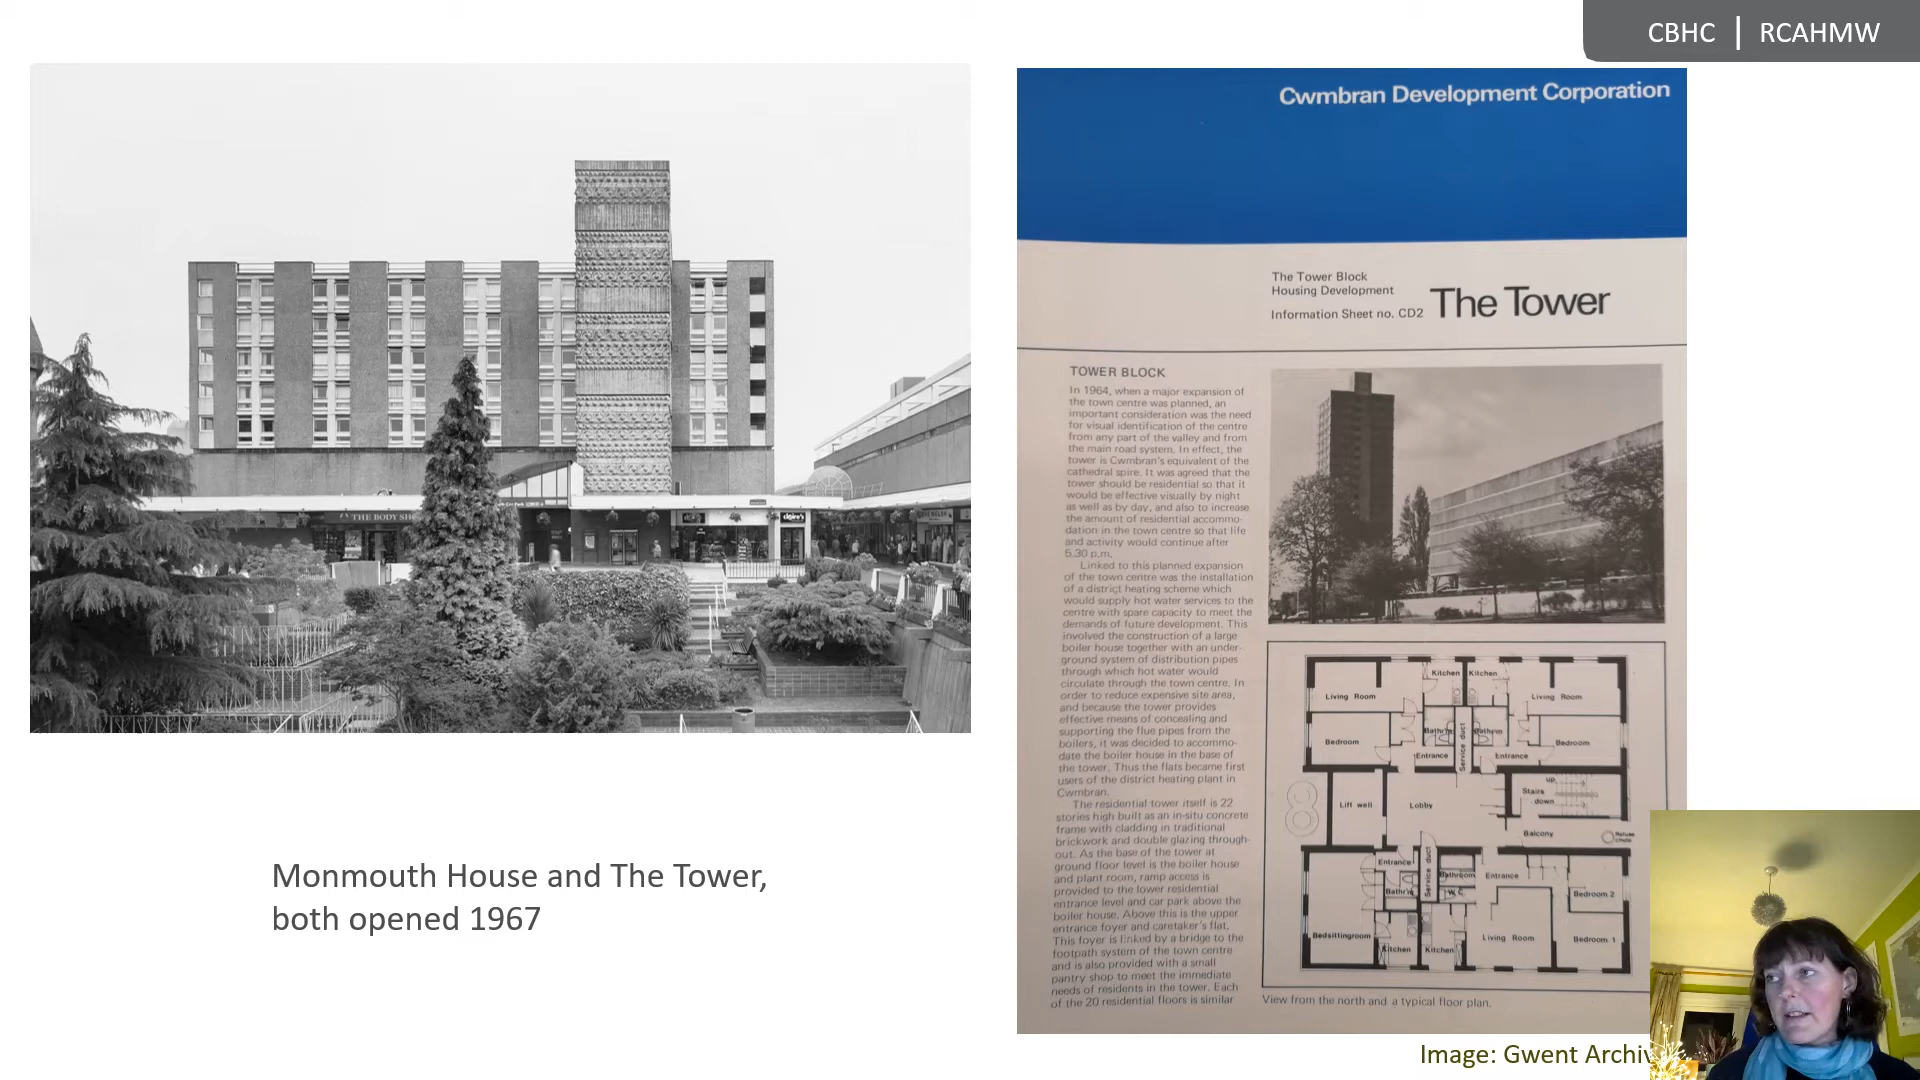 CBHC | RCAHMW
THE BODY SHO
claire's
Monmouth House and The Tower,
both opened 1967
Cwmbran Development Corporation
The Tower Block
Housing Development
Information Sheet no. CD2
The Tower
TOWER BLOCK
In 1964, when a major expansion of
the town centre was planned, an
important consideration was the need
for visual identification of the centre
from any part of the valley and from
the main road system. In effect, the
tower is Cwmbran's equivalent of the
cathedral spire. It was agreed that the
tower should be residential so that it
would be effective visually by night
as well as by day, and also to increase
the amount of residential accommo-
dation in the town centre so that life
and activity would continue after
5.30 p.m.
Linked to this planned expansion
of the town centre was the installation
of a district heating scheme which
would supply hot water services to the
centre with spare capacity to meet the
demands of future development. This
involved the construction of a large
boiler house together with an under-
ground system of distribution pipes
through which hot water would
circulate through the town centre. In
order to reduce expensive site area,
and because the tower provides
effective means of concealing and
supporting the flue pipes from the
boilers, it was decided to accommo-
date the boiler house in the base of
the tower. Thus the flats became first
users of the district heating plant in
Cwmbran.
The residential tower itself is 22
stories high built as an in-situ concrete
frame with cladding in traditional
brickwork and double glazing through-
out. As the base of the tower at
ground floor level is the boiler house
and plant room, ramp access is
provided to the lower residential
entrance level and car park above the
boiler house. Above this is the upper
entrance foyer and caretaker's flat.
This foyer is linked by a bridge to the
footpath system of the town centre
and is also provided with a small
pantry shop to meet the immediate
needs of residents in the tower. Each
of the 20 residential floors is similar
Kitchen Kitchen
Living Room Living Room
Bathrm Bathrm
Service duct
Bedroom Bedroom
Entrance Entrance
up
Stairs
down
Lift well
Lobby
8
Balcony
Refuse
chute
Entrance
Service duct
Bathroom
Entrance
Bathrm
W.C.
Bedroom 2
Bedsittingroom
Kitchen
Kitchen
Living Room
Bedroom 1
View from the north and a typical floor plan.
Image: Gwent Archiv